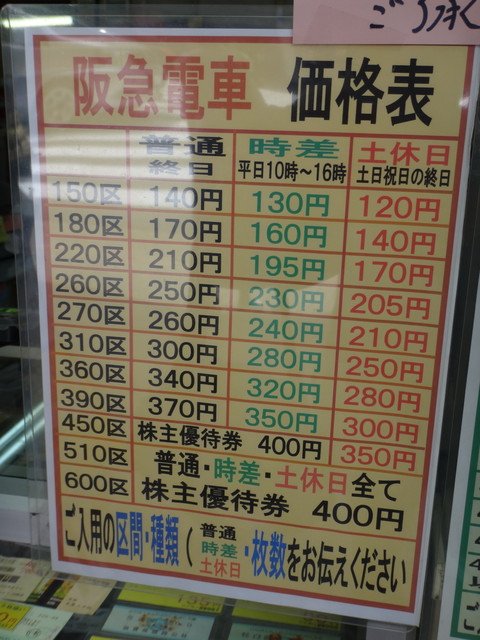 阪急電車 価格表
普通 時差 土休日
終日 平日10時〜16時 土日祝日の終日
150区 140円 130円 120円
180区 170円 160円 140円
220区 210円 195円 170円
260区 250円 230円 205円
270区 260円 240円 210円
310区 300円 280円 250円
360区 340円 320円 280円
390区 370円 350円 300円
450区 株主優待券 400円 350円
510区 普通・時差・土休日全て
600区 株主優待券 400円
ご入用の区間・種類(普通 時差 土休日・枚数をお伝えください